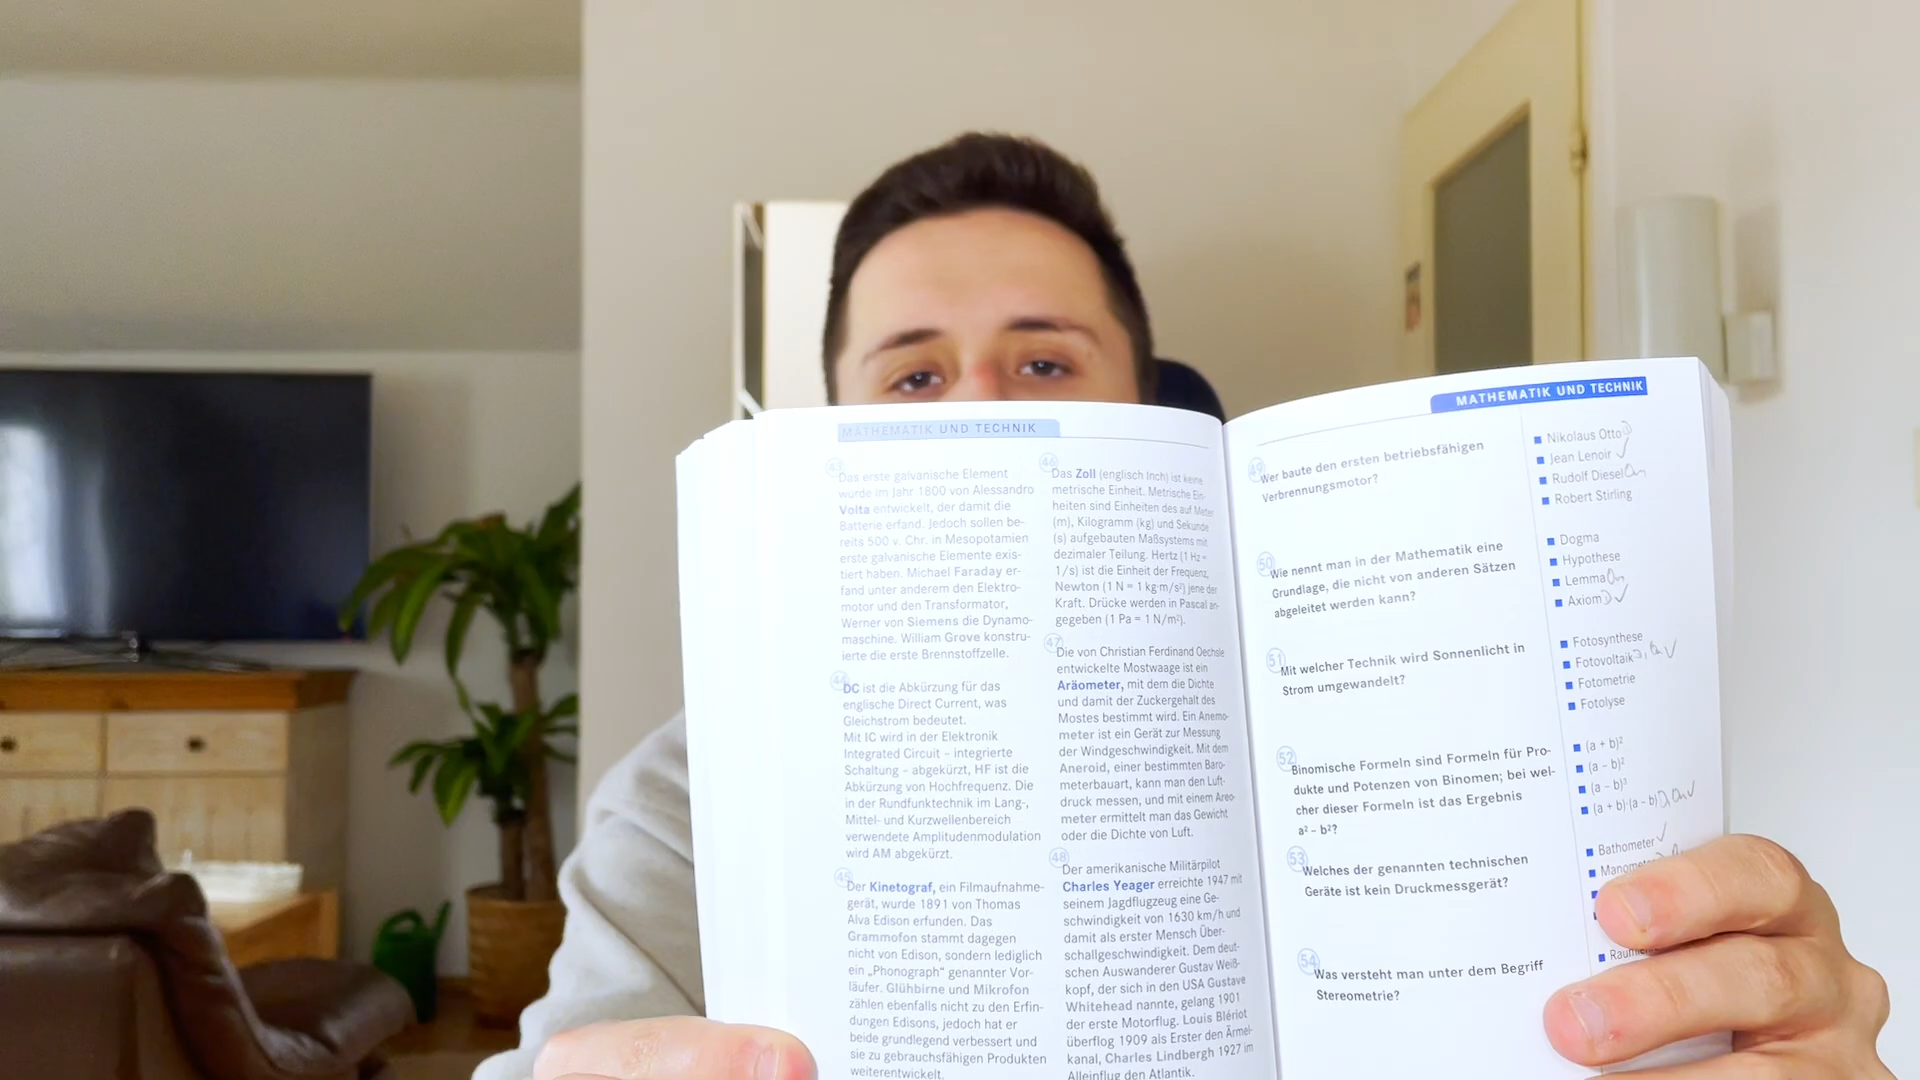 MATHEMATIK UND TECHNIK
43
Das erste galvanische Element
wurde im Jahr 1800 von Alessandro
Volta entwickelt, der damit die
Batterie erfand. Jedoch sollen be-
reits 500 v. Chr. in Mesopotamien
erste galvanische Elemente exis-
tiert haben. Michael Faraday er-
fand unter anderem den Elektro-
motor und den Transformator,
Werner von Siemens die Dynamo-
maschine. William Grove konstru-
ierte die erste Brennstoffzelle.
44
DC ist die Abkürzung für das
englische Direct Current, was
Gleichstrom bedeutet.
Mit IC wird in der Elektronik
Integrated Circuit – integrierte
Schaltung – abgekürzt, HF ist die
Abkürzung von Hochfrequenz. Die
in der Rundfunktechnik im Lang-,
Mittel- und Kurzwellenbereich
verwendete Amplitudenmodulation
wird AM abgekürzt.
45
Der Kinetograf, ein Filmaufnahme-
gerät, wurde 1891 von Thomas
Alva Edison erfunden. Das
Grammofon stammt dagegen
nicht von Edison, sondern lediglich
ein „Phonograph“ genannter Vor-
läufer. Glühbirne und Mikrofon
zählen ebenfalls nicht zu den Erfin-
dungen Edisons, jedoch hat er
beide grundlegend verbessert und
sie zu gebrauchsfähigen Produkten
weiterentwickelt.
46
Das Zoll (englisch Inch) ist keine
metrische Einheit. Metrische Ein-
heiten sind Einheiten des auf Meter
(m), Kilogramm (kg) und Sekunde
(s) aufgebauten Maßsystems mit
dezimaler Teilung. Hertz (1 Hz =
1/s) ist die Einheit der Frequenz,
Newton (1 N = 1 kg·m/s²) jene der
Kraft. Drücke werden in Pascal an-
gegeben (1 Pa = 1 N/m²).
47
Die von Christian Ferdinand Oechsle
entwickelte Mostwaage ist ein
Aräometer, mit dem die Dichte
und damit der Zuckergehalt des
Mostes bestimmt wird. Ein Anemo-
meter ist ein Gerät zur Messung
der Windgeschwindigkeit. Mit dem
Aneroid, einer bestimmten Baro-
meterbauart, kann man den Luft-
druck messen, und mit einem Areo-
meter ermittelt man das Gewicht
oder die Dichte von Luft.
48
Der amerikanische Militärpilot
Charles Yeager erreichte 1947 mit
seinem Jagdflugzeug eine Ge-
schwindigkeit von 1630 km/h und
damit als erster Mensch Über-
schallgeschwindigkeit. Dem deut-
schen Auswanderer Gustav Weiß-
kopf, der sich in den USA Gustave
Whitehead nannte, gelang 1901
der erste Motorflug. Louis Blériot
überflog 1909 als Erster den Ärmel-
kanal, Charles Lindbergh 1927 im
Alleinflug den Atlantik.
MATHEMATIK UND TECHNIK
49
Wer baute den ersten betriebsfähigen
Verbrennungsmotor?
Nikolaus Otto
Jean Lenoir ✓
Rudolf Diesel
Robert Stirling
50
Wie nennt man in der Mathematik eine
Grundlage, die nicht von anderen Sätzen
abgeleitet werden kann?
Dogma
Hypothese
Lemma
Axiom ✓
51
Mit welcher Technik wird Sonnenlicht in
Strom umgewandelt?
Fotosynthese
Fotovoltaik ✓
Fotometrie
Fotolyse
52
Binomische Formeln sind Formeln für Pro-
dukte und Potenzen von Binomen; bei wel-
cher dieser Formeln ist das Ergebnis
a² – b²?
(a + b)²
(a – b)²
(a – b)³
(a + b)·(a – b) ✓
53
Welches der genannten technischen
Geräte ist kein Druckmessgerät?
Bathometer ✓
54
Was versteht man unter dem Begriff
Stereometrie?